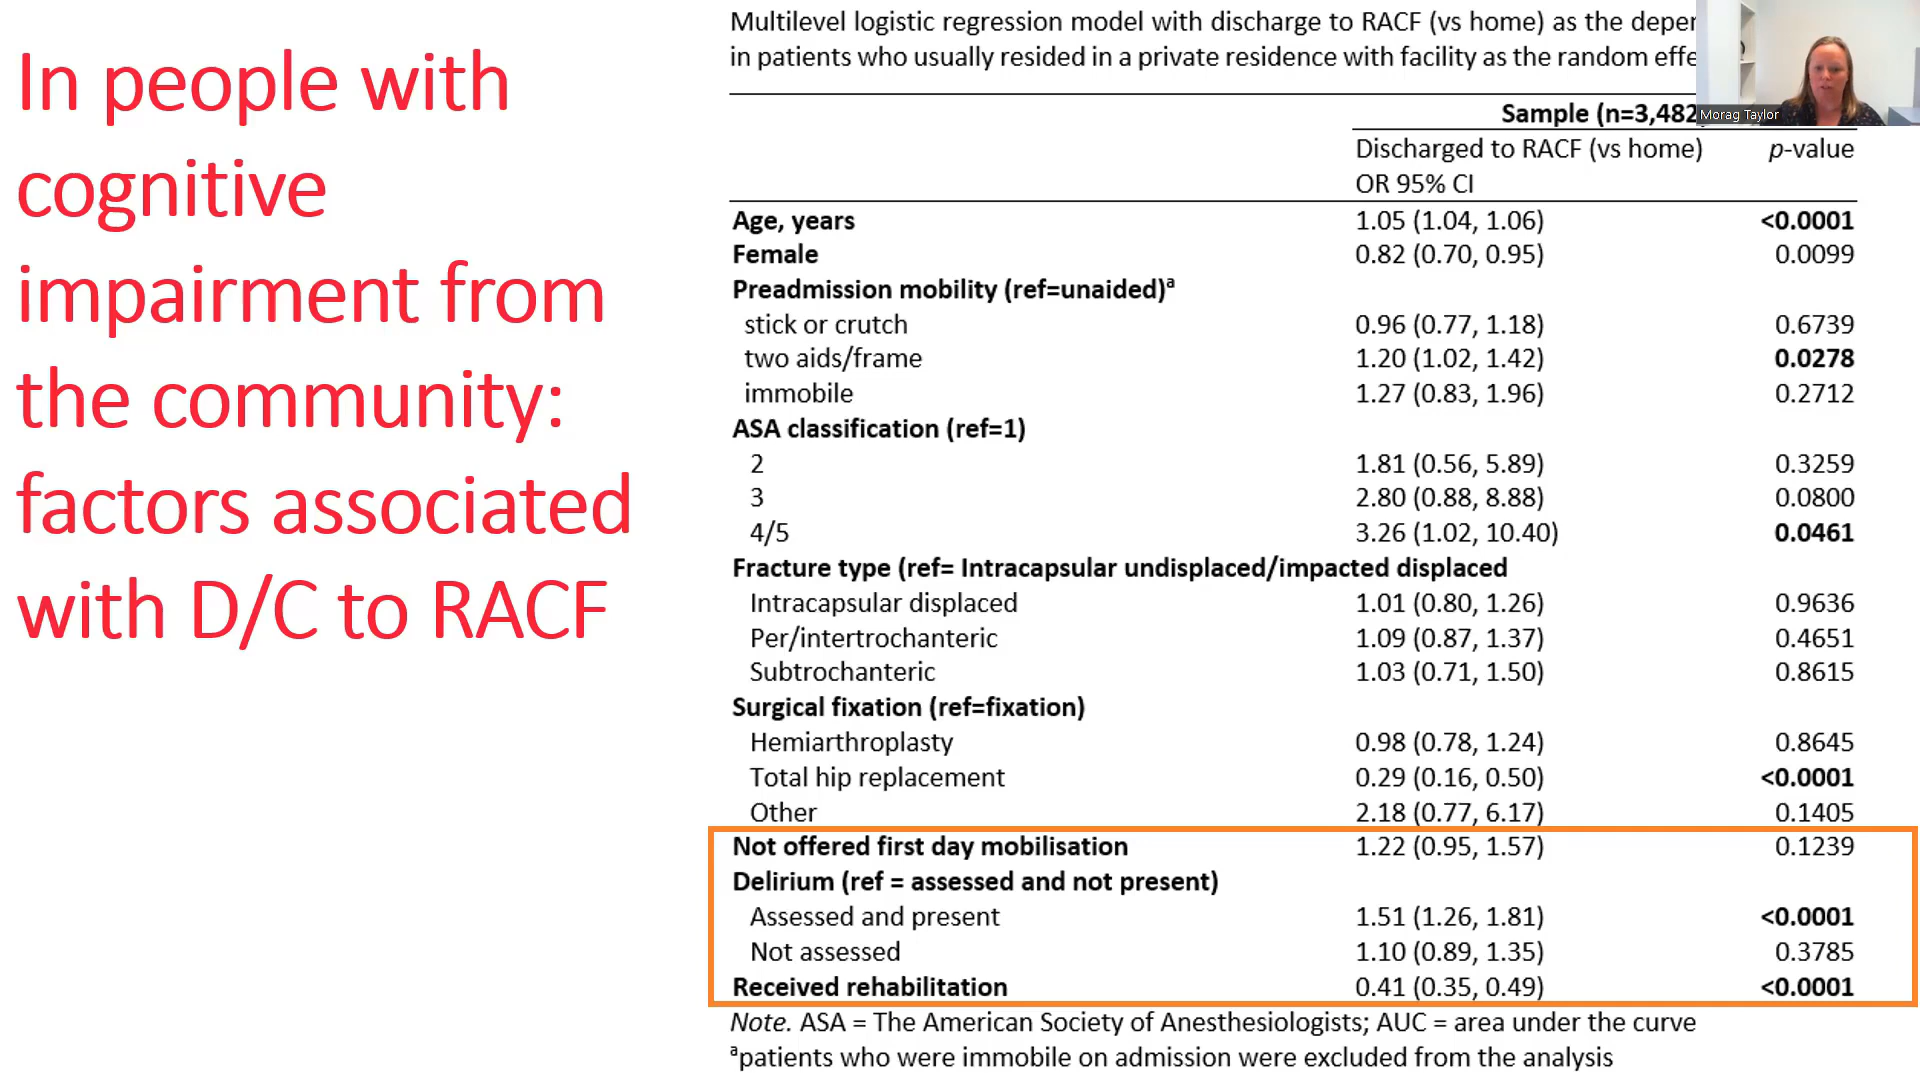 In people with
cognitive
impairment from
the community:
factors associated
with D/C to RACF
Multilevel logistic regression model with discharge to RACF (vs home) as the
in patients who usually resided in a private residence with facility as the random
Morag Taylor
Sample (n=3,482
Discharged to RACF (vs home) p-value
OR 95% CI
Age, years 1.05 (1.04, 1.06) <0.0001
Female 0.82 (0.70, 0.95) 0.0099
Preadmission mobility (ref=unaided)ᵃ
stick or crutch 0.96 (0.77, 1.18) 0.6739
two aids/frame 1.20 (1.02, 1.42) 0.0278
immobile 1.27 (0.83, 1.96) 0.2712
ASA classification (ref=1)
2 1.81 (0.56, 5.89) 0.3259
3 2.80 (0.88, 8.88) 0.0800
4/5 3.26 (1.02, 10.40) 0.0461
Fracture type (ref= Intracapsular undisplaced/impacted displaced
Intracapsular displaced 1.01 (0.80, 1.26) 0.9636
Per/intertrochanteric 1.09 (0.87, 1.37) 0.4651
Subtrochanteric 1.03 (0.71, 1.50) 0.8615
Surgical fixation (ref=fixation)
Hemiarthroplasty 0.98 (0.78, 1.24) 0.8645
Total hip replacement 0.29 (0.16, 0.50) <0.0001
Other 2.18 (0.77, 6.17) 0.1405
Not offered first day mobilisation 1.22 (0.95, 1.57) 0.1239
Delirium (ref = assessed and not present)
Assessed and present 1.51 (1.26, 1.81) <0.0001
Not assessed 1.10 (0.89, 1.35) 0.3785
Received rehabilitation 0.41 (0.35, 0.49) <0.0001
Note. ASA = The American Society of Anesthesiologists; AUC = area under the curve
ᵃpatients who were immobile on admission were excluded from the analysis